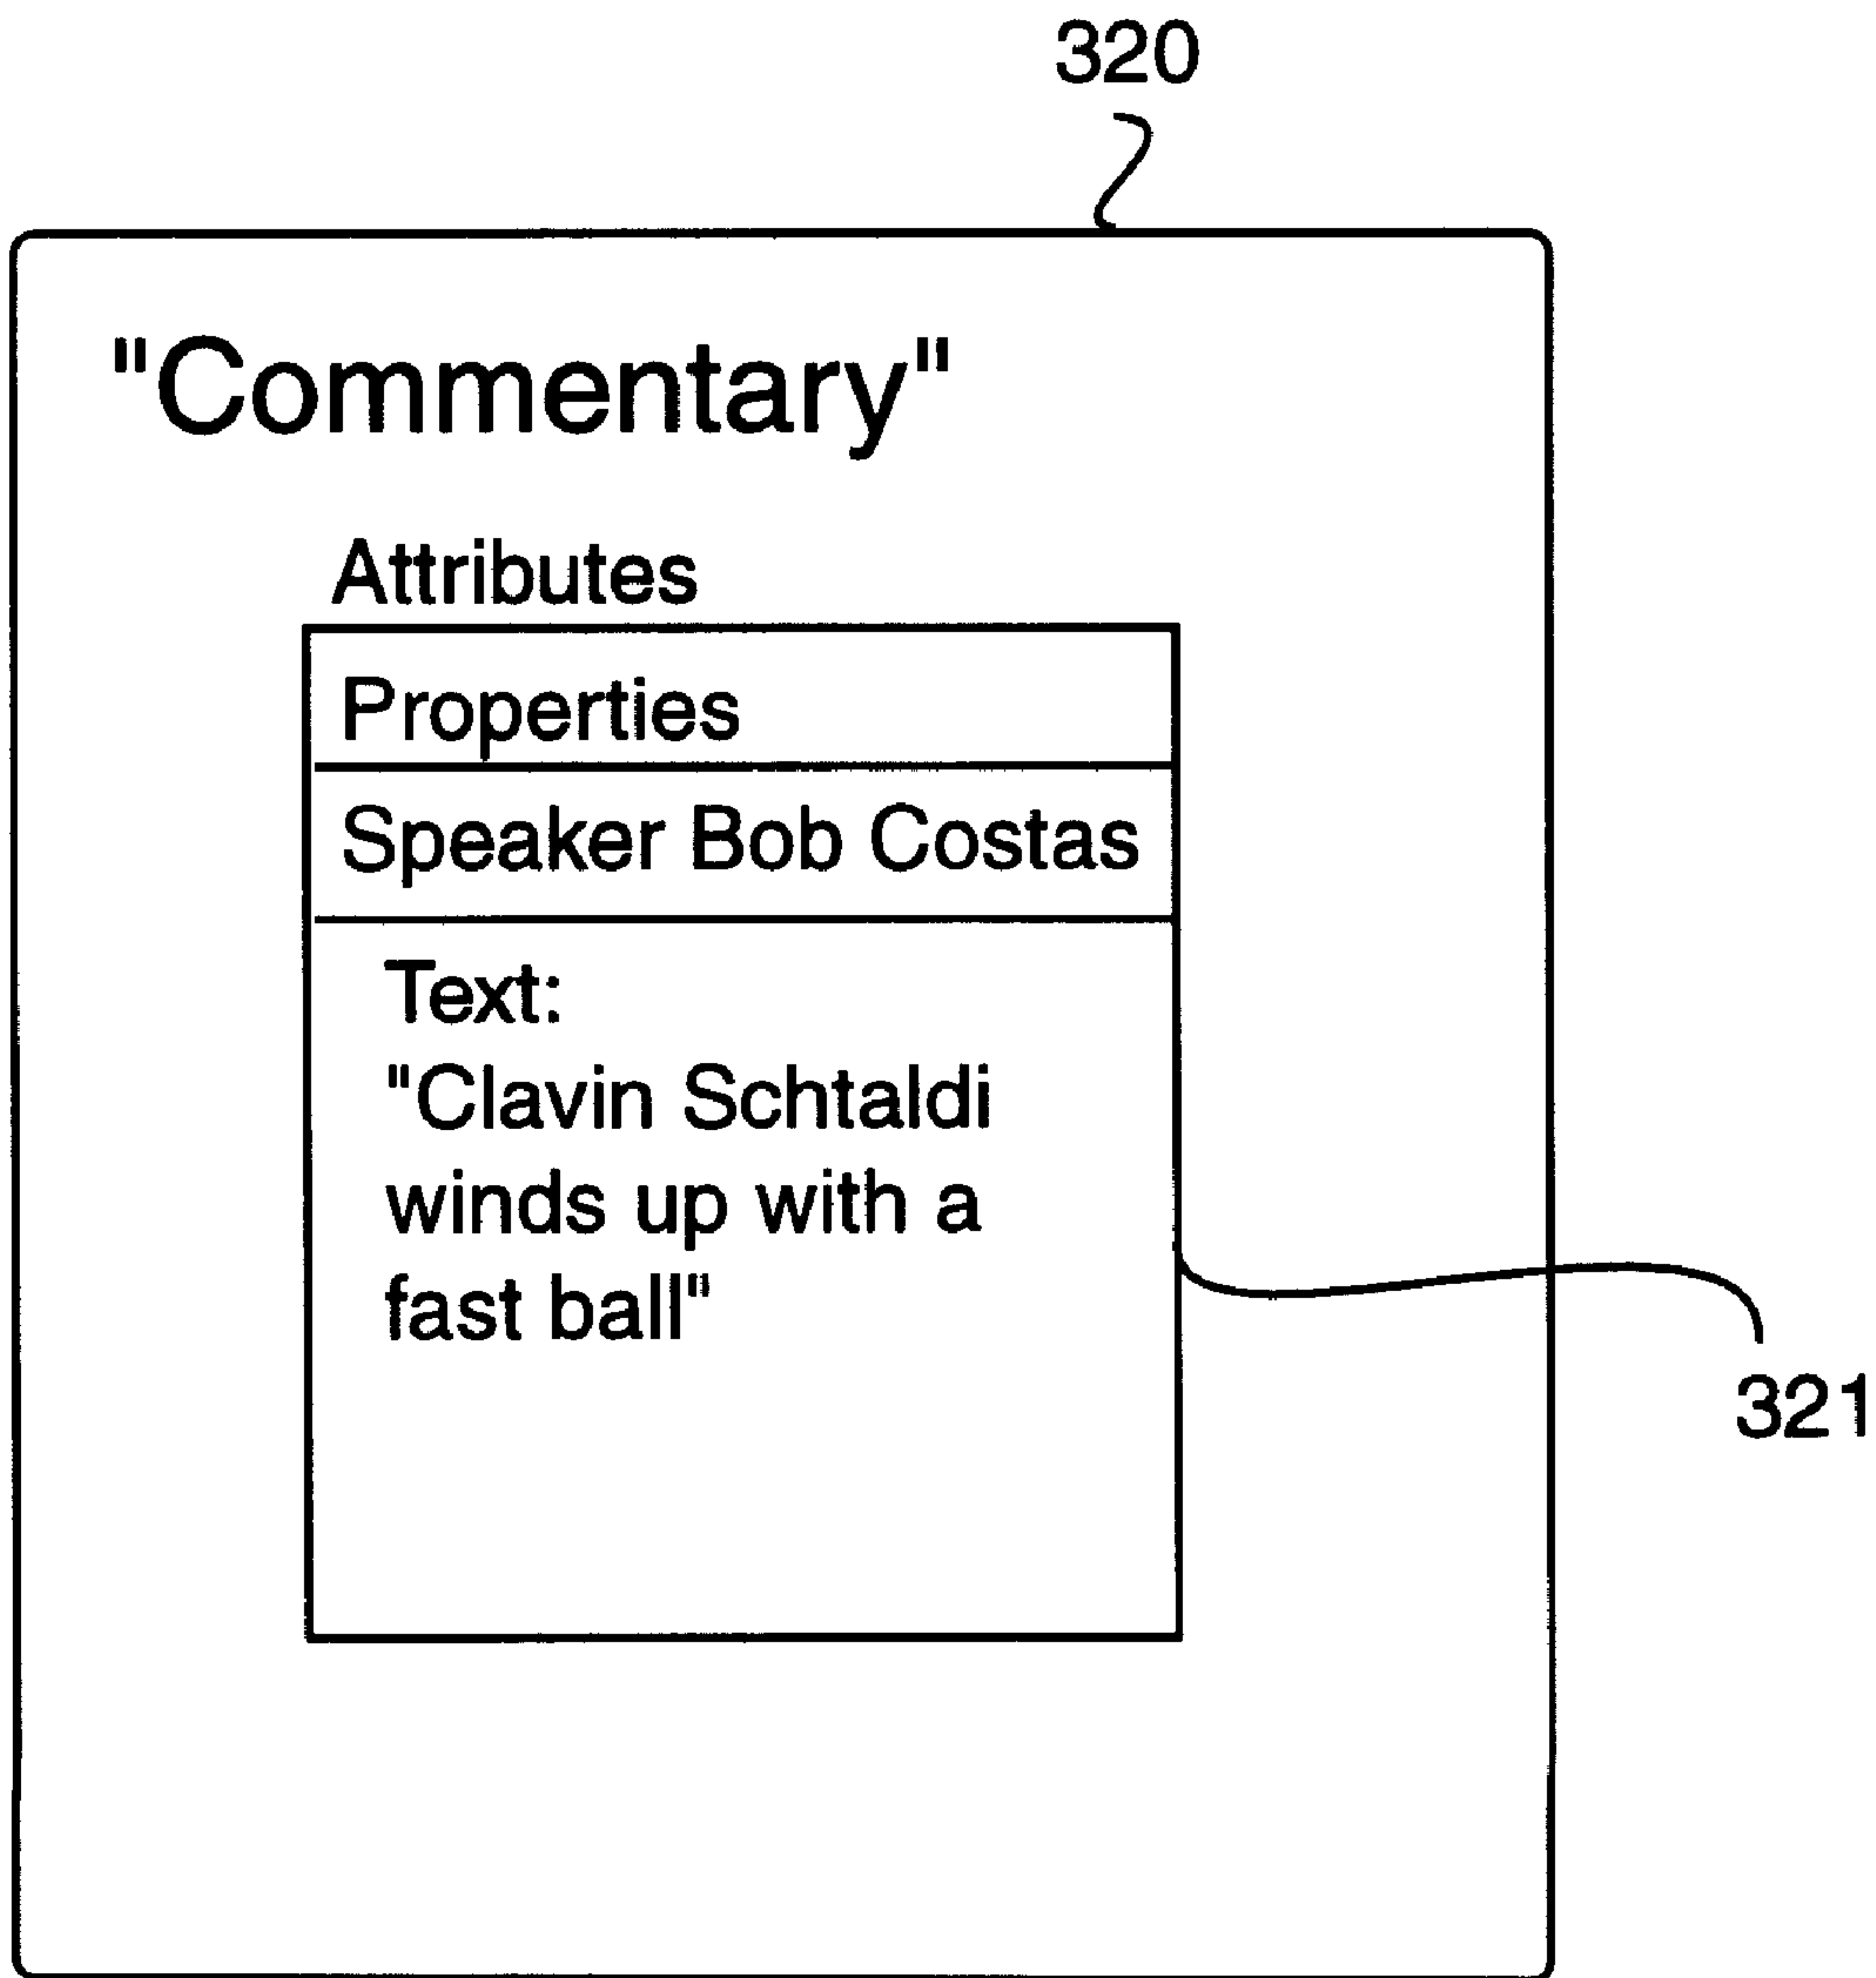 320
"Commentary"
Attributes
Properties
Speaker Bob Costas
Text:
"Clavin Schtaldi
winds up with a
fast ball"
321